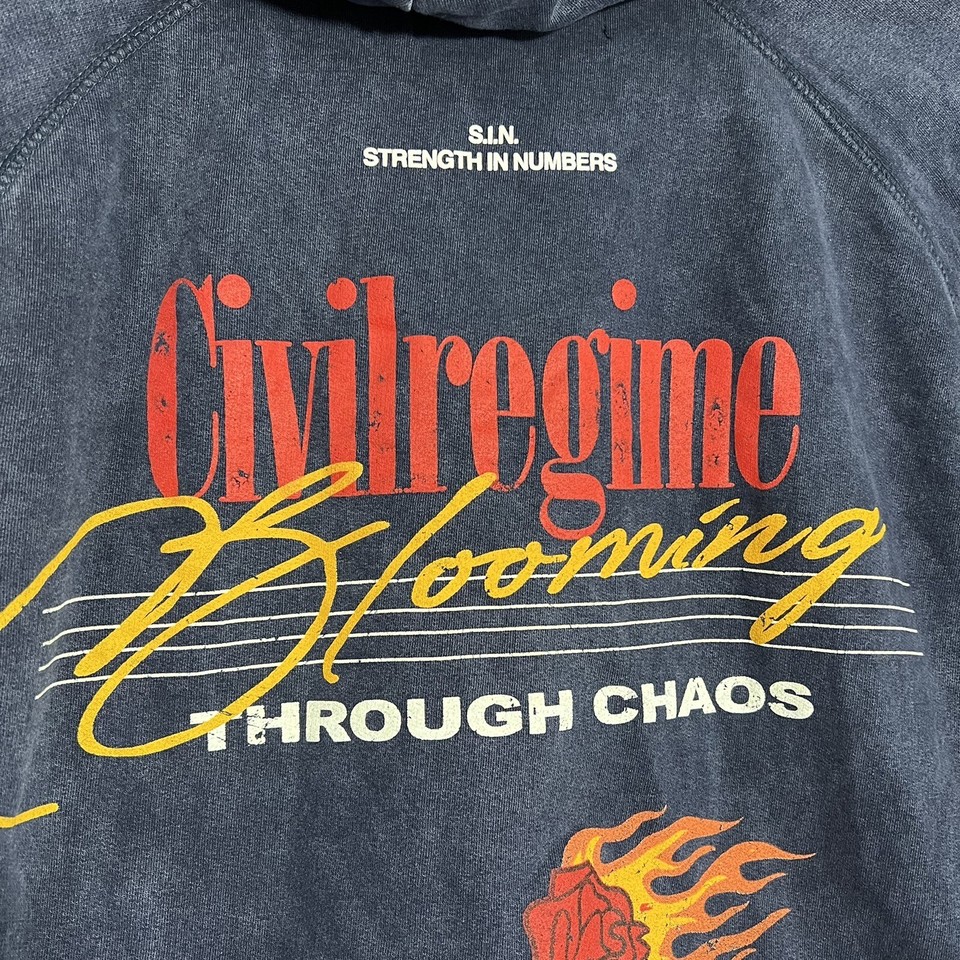 S.I.N.
STRENGTH IN NUMBERS
Civilregime
Blooming
THROUGH CHAOS